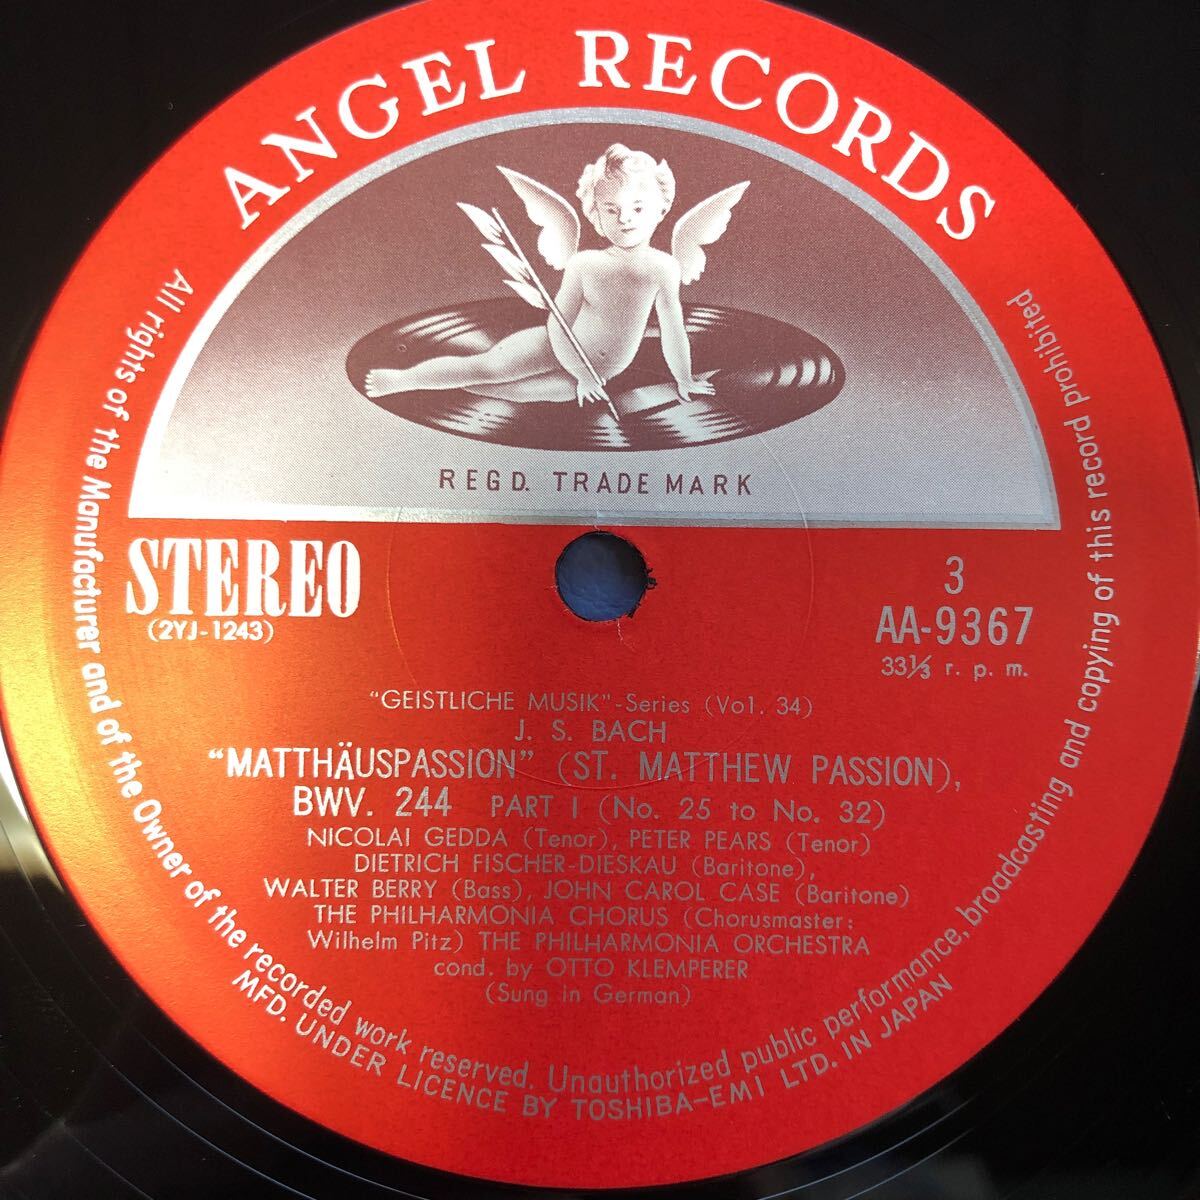 ANGEL RECORDS
REGD. TRADE MARK
STEREO
(2YJ-1243)
3
AA-9367
33⅓ r. p. m.
"GEISTLICHE MUSIK"-Series (Vol. 34)
J. S. BACH
"MATTHÄUSPASSION" (ST. MATTHEW PASSION),
BWV. 244 PART I (No. 25 to No. 32)
NICOLAI GEDDA (Tenor), PETER PEARS (Tenor)
DIETRICH FISCHER-DIESKAU (Baritone),
WALTER BERRY (Bass), JOHN CAROL CASE (Baritone)
THE PHILHARMONIA CHORUS (Chorusmaster:
Wilhelm Pitz) THE PHILHARMONIA ORCHESTRA
cond. by OTTO KLEMPERER
(Sung in German)
All rights of the Manufacturer and of the Owner of the recorded work reserved. Unauthorized public performance, broadcasting and copying of this record prohibited
MFD. UNDER LICENCE BY TOSHIBA-EMI LTD. IN JAPAN